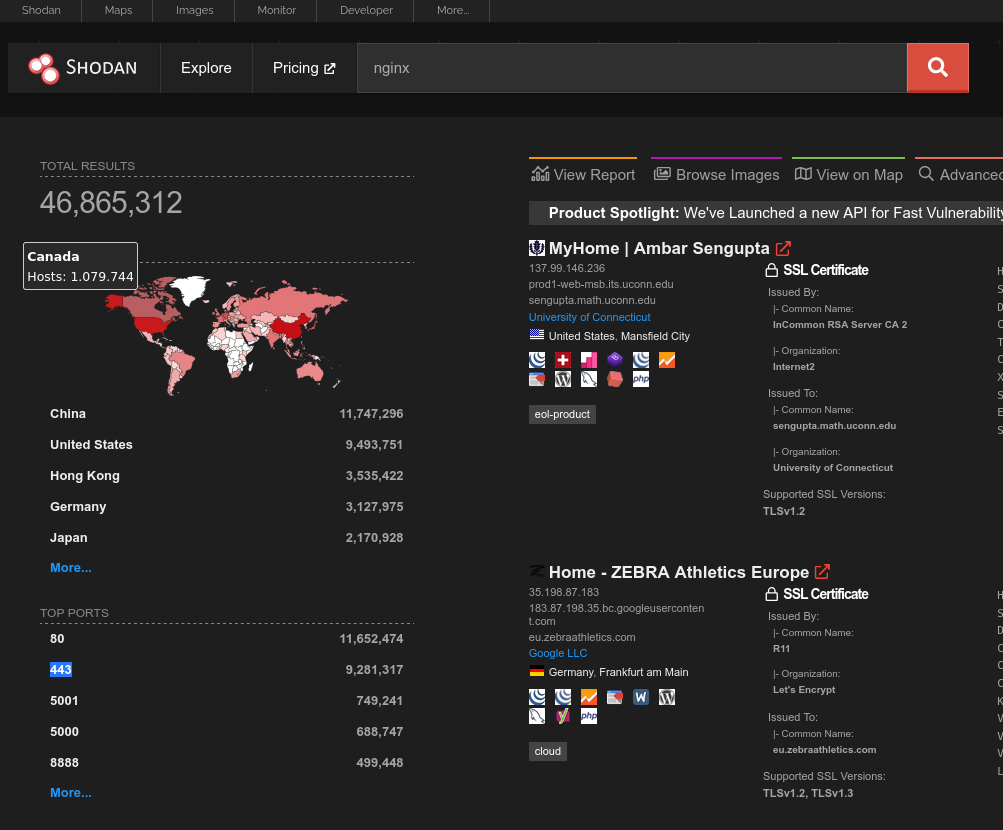 Shodan Maps Images Monitor Developer More...
SHODAN Explore Pricing nginx
TOTAL RESULTS
46,865,312
Canada
Hosts: 1.079.744
China 11,747,296
United States 9,493,751
Hong Kong 3,535,422
Germany 3,127,975
Japan 2,170,928
More...
TOP PORTS
80 11,652,474
443 9,281,317
5001 749,241
5000 688,747
8888 499,448
More...
View Report Browse Images View on Map Advanced
Product Spotlight: We've Launched a new API for Fast Vulnerability
MyHome | Ambar Sengupta
137.99.146.236
prod1-web-msb.its.uconn.edu
sengupta.math.uconn.edu
University of Connecticut
United States, Mansfield City
php
eol-product
SSL Certificate
Issued By:
|- Common Name:
InCommon RSA Server CA 2
|- Organization:
Internet2
Issued To:
|- Common Name:
sengupta.math.uconn.edu
|- Organization:
University of Connecticut
Supported SSL Versions:
TLSv1.2
Home - ZEBRA Athletics Europe
35.198.87.183
183.87.198.35.bc.googleuserconten
t.com
eu.zebraathletics.com
Google LLC
Germany, Frankfurt am Main
php
cloud
SSL Certificate
Issued By:
|- Common Name:
R11
|- Organization:
Let's Encrypt
Issued To:
|- Common Name:
eu.zebraathletics.com
Supported SSL Versions:
TLSv1.2, TLSv1.3